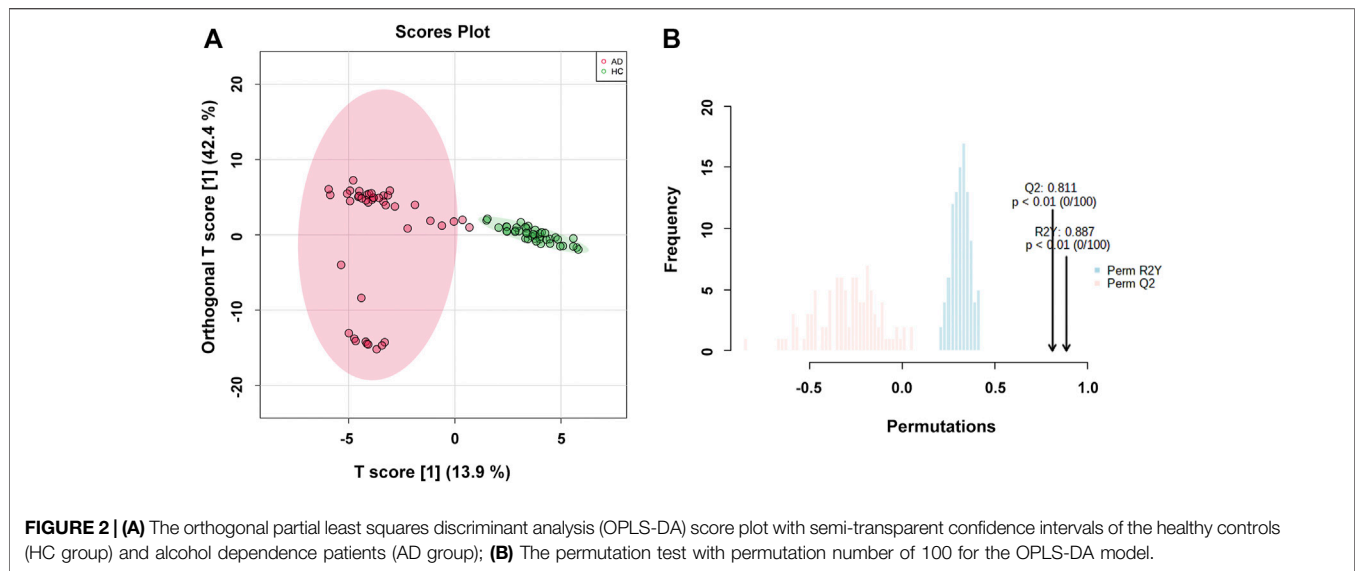 A
Scores Plot
AD
HC
20
10
0
-10
-20
Orthogonal T score [1] (42.4 %)
-5
0
5
T score [1] (13.9 %)
B
20
15
10
5
0
Frequency
Q2: 0.811
p < 0.01 (0/100)
R2Y: 0.887
p < 0.01 (0/100)
Perm R2Y
Perm Q2
-0.5
0.0
0.5
1.0
Permutations
FIGURE 2 | (A) The orthogonal partial least squares discriminant analysis (OPLS-DA) score plot with semi-transparent confidence intervals of the healthy controls
(HC group) and alcohol dependence patients (AD group); (B) The permutation test with permutation number of 100 for the OPLS-DA model.